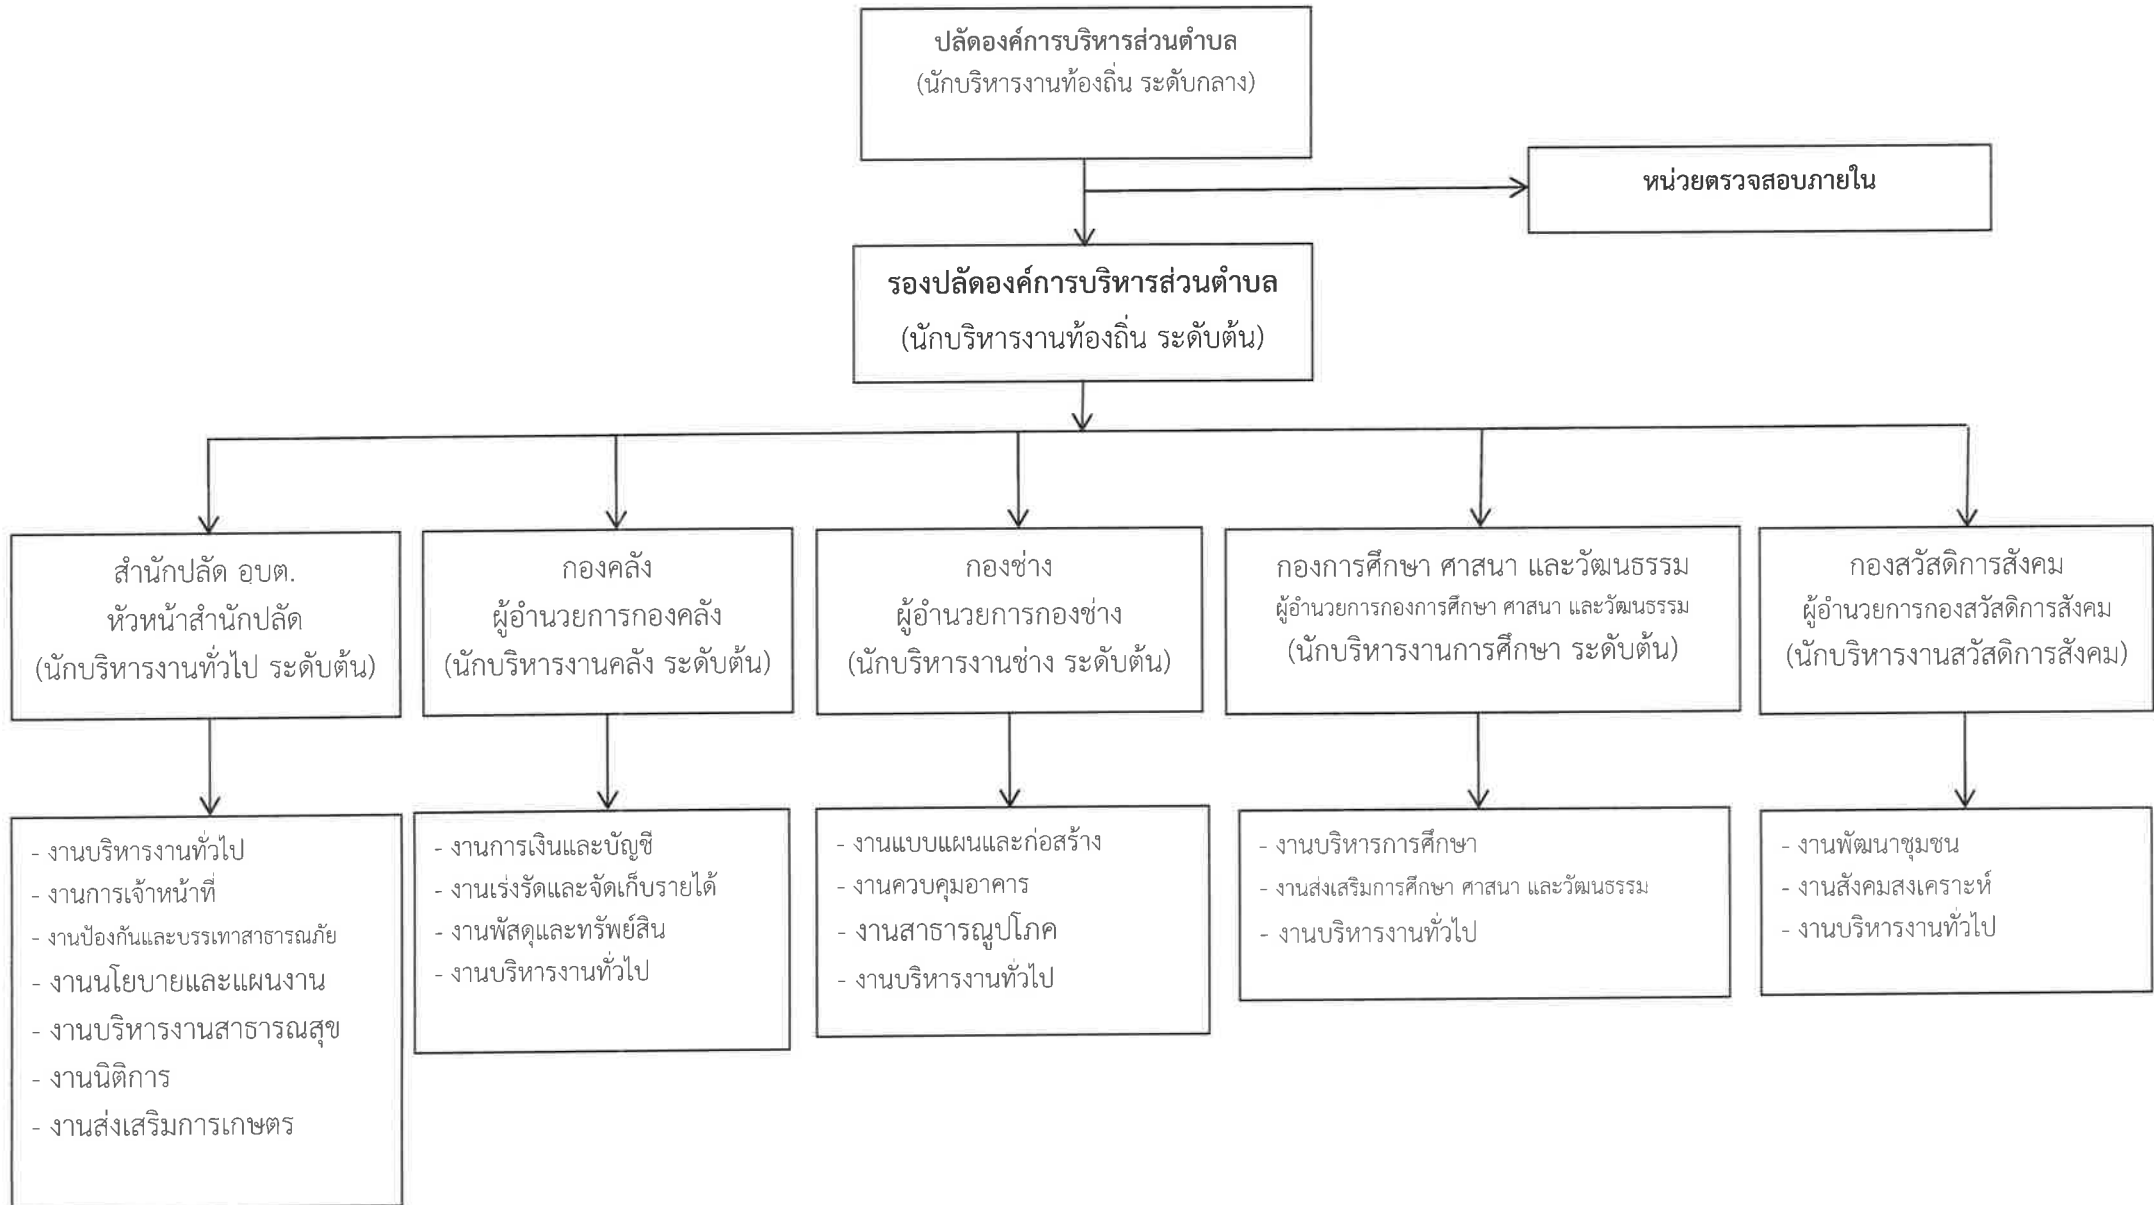 ปลัดองค์การบริหารส่วนตำบล
(นักบริหารงานท้องถิ่น ระดับกลาง)
หน่วยตรวจสอบภายใน
รองปลัดองค์การบริหารส่วนตำบล
(นักบริหารงานท้องถิ่น ระดับต้น)
สำนักปลัด อบต.
หัวหน้าสำนักปลัด
(นักบริหารงานทั่วไป ระดับต้น)
กองคลัง
ผู้อำนวยการกองคลัง
(นักบริหารงานคลัง ระดับต้น)
กองช่าง
ผู้อำนวยการกองช่าง
(นักบริหารงานช่าง ระดับต้น)
กองการศึกษา ศาสนา และวัฒนธรรม
ผู้อำนวยการกองการศึกษา ศาสนา และวัฒนธรรม
(นักบริหารงานการศึกษา ระดับต้น)
กองสวัสดิการสังคม
ผู้อำนวยการกองสวัสดิการสังคม
(นักบริหารงานสวัสดิการสังคม)
- งานบริหารงานทั่วไป
- งานการเจ้าหน้าที่
- งานป้องกันและบรรเทาสาธารณภัย
- งานนโยบายและแผนงาน
- งานบริหารงานสาธารณสุข
- งานนิติการ
- งานส่งเสริมการเกษตร
- งานการเงินและบัญชี
- งานเร่งรัดและจัดเก็บรายได้
- งานพัสดุและทรัพย์สิน
- งานบริหารงานทั่วไป
- งานแบบแผนและก่อสร้าง
- งานควบคุมอาคาร
- งานสาธารณูปโภค
- งานบริหารงานทั่วไป
- งานบริหารการศึกษา
- งานส่งเสริมการศึกษา ศาสนา และวัฒนธรรม
- งานบริหารงานทั่วไป
- งานพัฒนาชุมชน
- งานสังคมสงเคราะห์
- งานบริหารงานทั่วไป